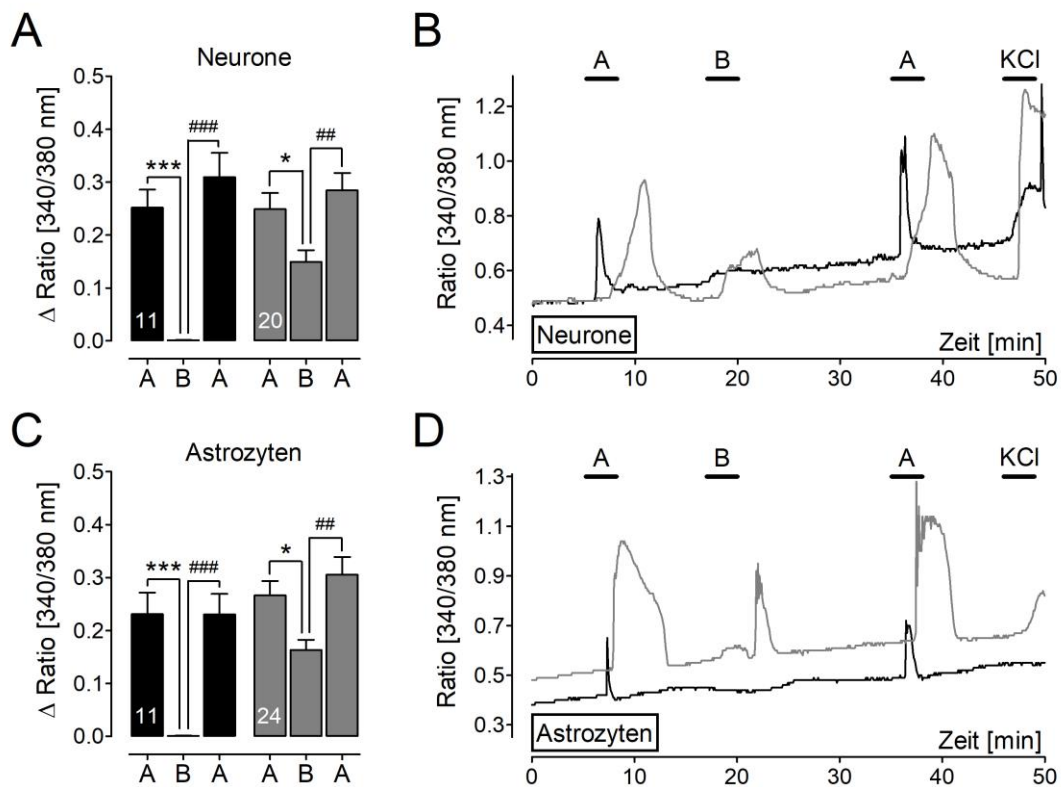 A
Neurone
Δ Ratio [340/380 nm]
0.5
0.4
0.3
0.2
0.1
0.0
***
###
*
##
11
20
A B A A B A
B
A B A KCl
Ratio [340/380 nm]
1.2
1.0
0.8
0.6
0.4
Neurone
Zeit [min]
0 10 20 30 40 50
C
Astrozyten
Δ Ratio [340/380 nm]
0.5
0.4
0.3
0.2
0.1
0.0
***
###
*
##
11
24
A B A A B A
D
A B A KCl
Ratio [340/380 nm]
1.3
1.1
0.9
0.7
0.5
0.3
Astrozyten
Zeit [min]
0 10 20 30 40 50